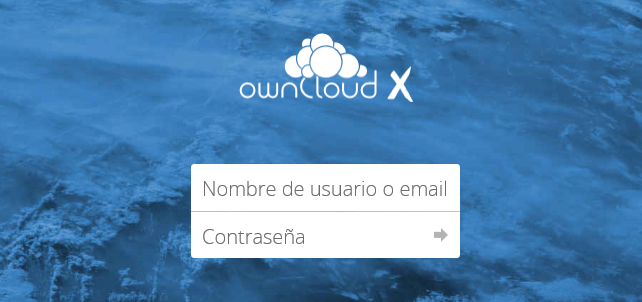 ownCloud X
Nombre de usuario o email
Contraseña